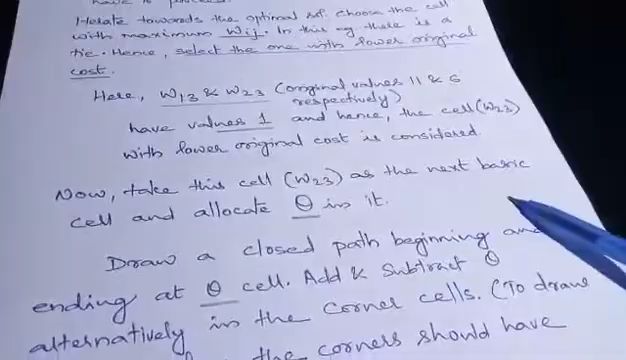 Iterate towards the optimal sol. choose the cell
with maximum Wij. In this eg there is a
tie. Hence, select the one with lower original
cost.
Here, W13 & W23 (original values 11 & 6
respectively)
have values 1 and hence, the cell (W23)
with lower original cost is considered
Now, take this cell (W23) as the next basic
cell and allocate θ in it.
Draw a closed path beginning and
ending at θ cell. Add & subtract θ
alternatively in the corner cells. (To draw
the corners should have